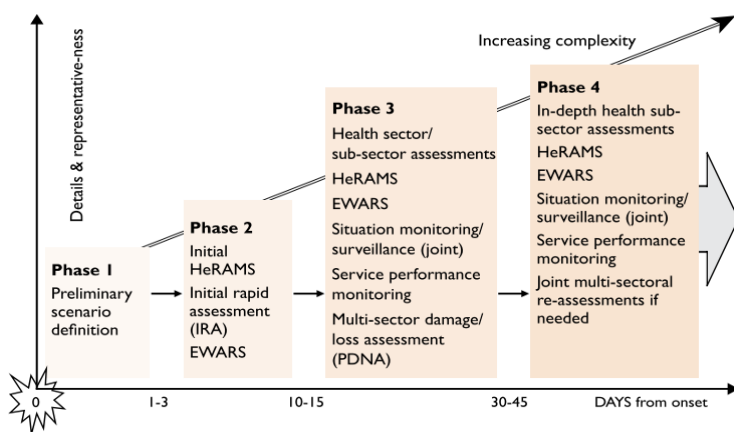 Details & representative-ness
Increasing complexity
Phase 1
Preliminary
scenario
definition
Phase 2
Initial
HeRAMS
Initial rapid
assessment
(IRA)
EWARS
Phase 3
Health sector/
sub-sector assessments
HeRAMS
EWARS
Situation monitoring/
surveillance (joint)
Service performance
monitoring
Multi-sector damage/
loss assessment
(PDNA)
Phase 4
In-depth health sub-
sector assessments
HeRAMS
EWARS
Situation monitoring/
surveillance (joint)
Service performance
monitoring
Joint multi-sectoral
re-assessments if
needed
0 1-3 10-15 30-45 DAYS from onset